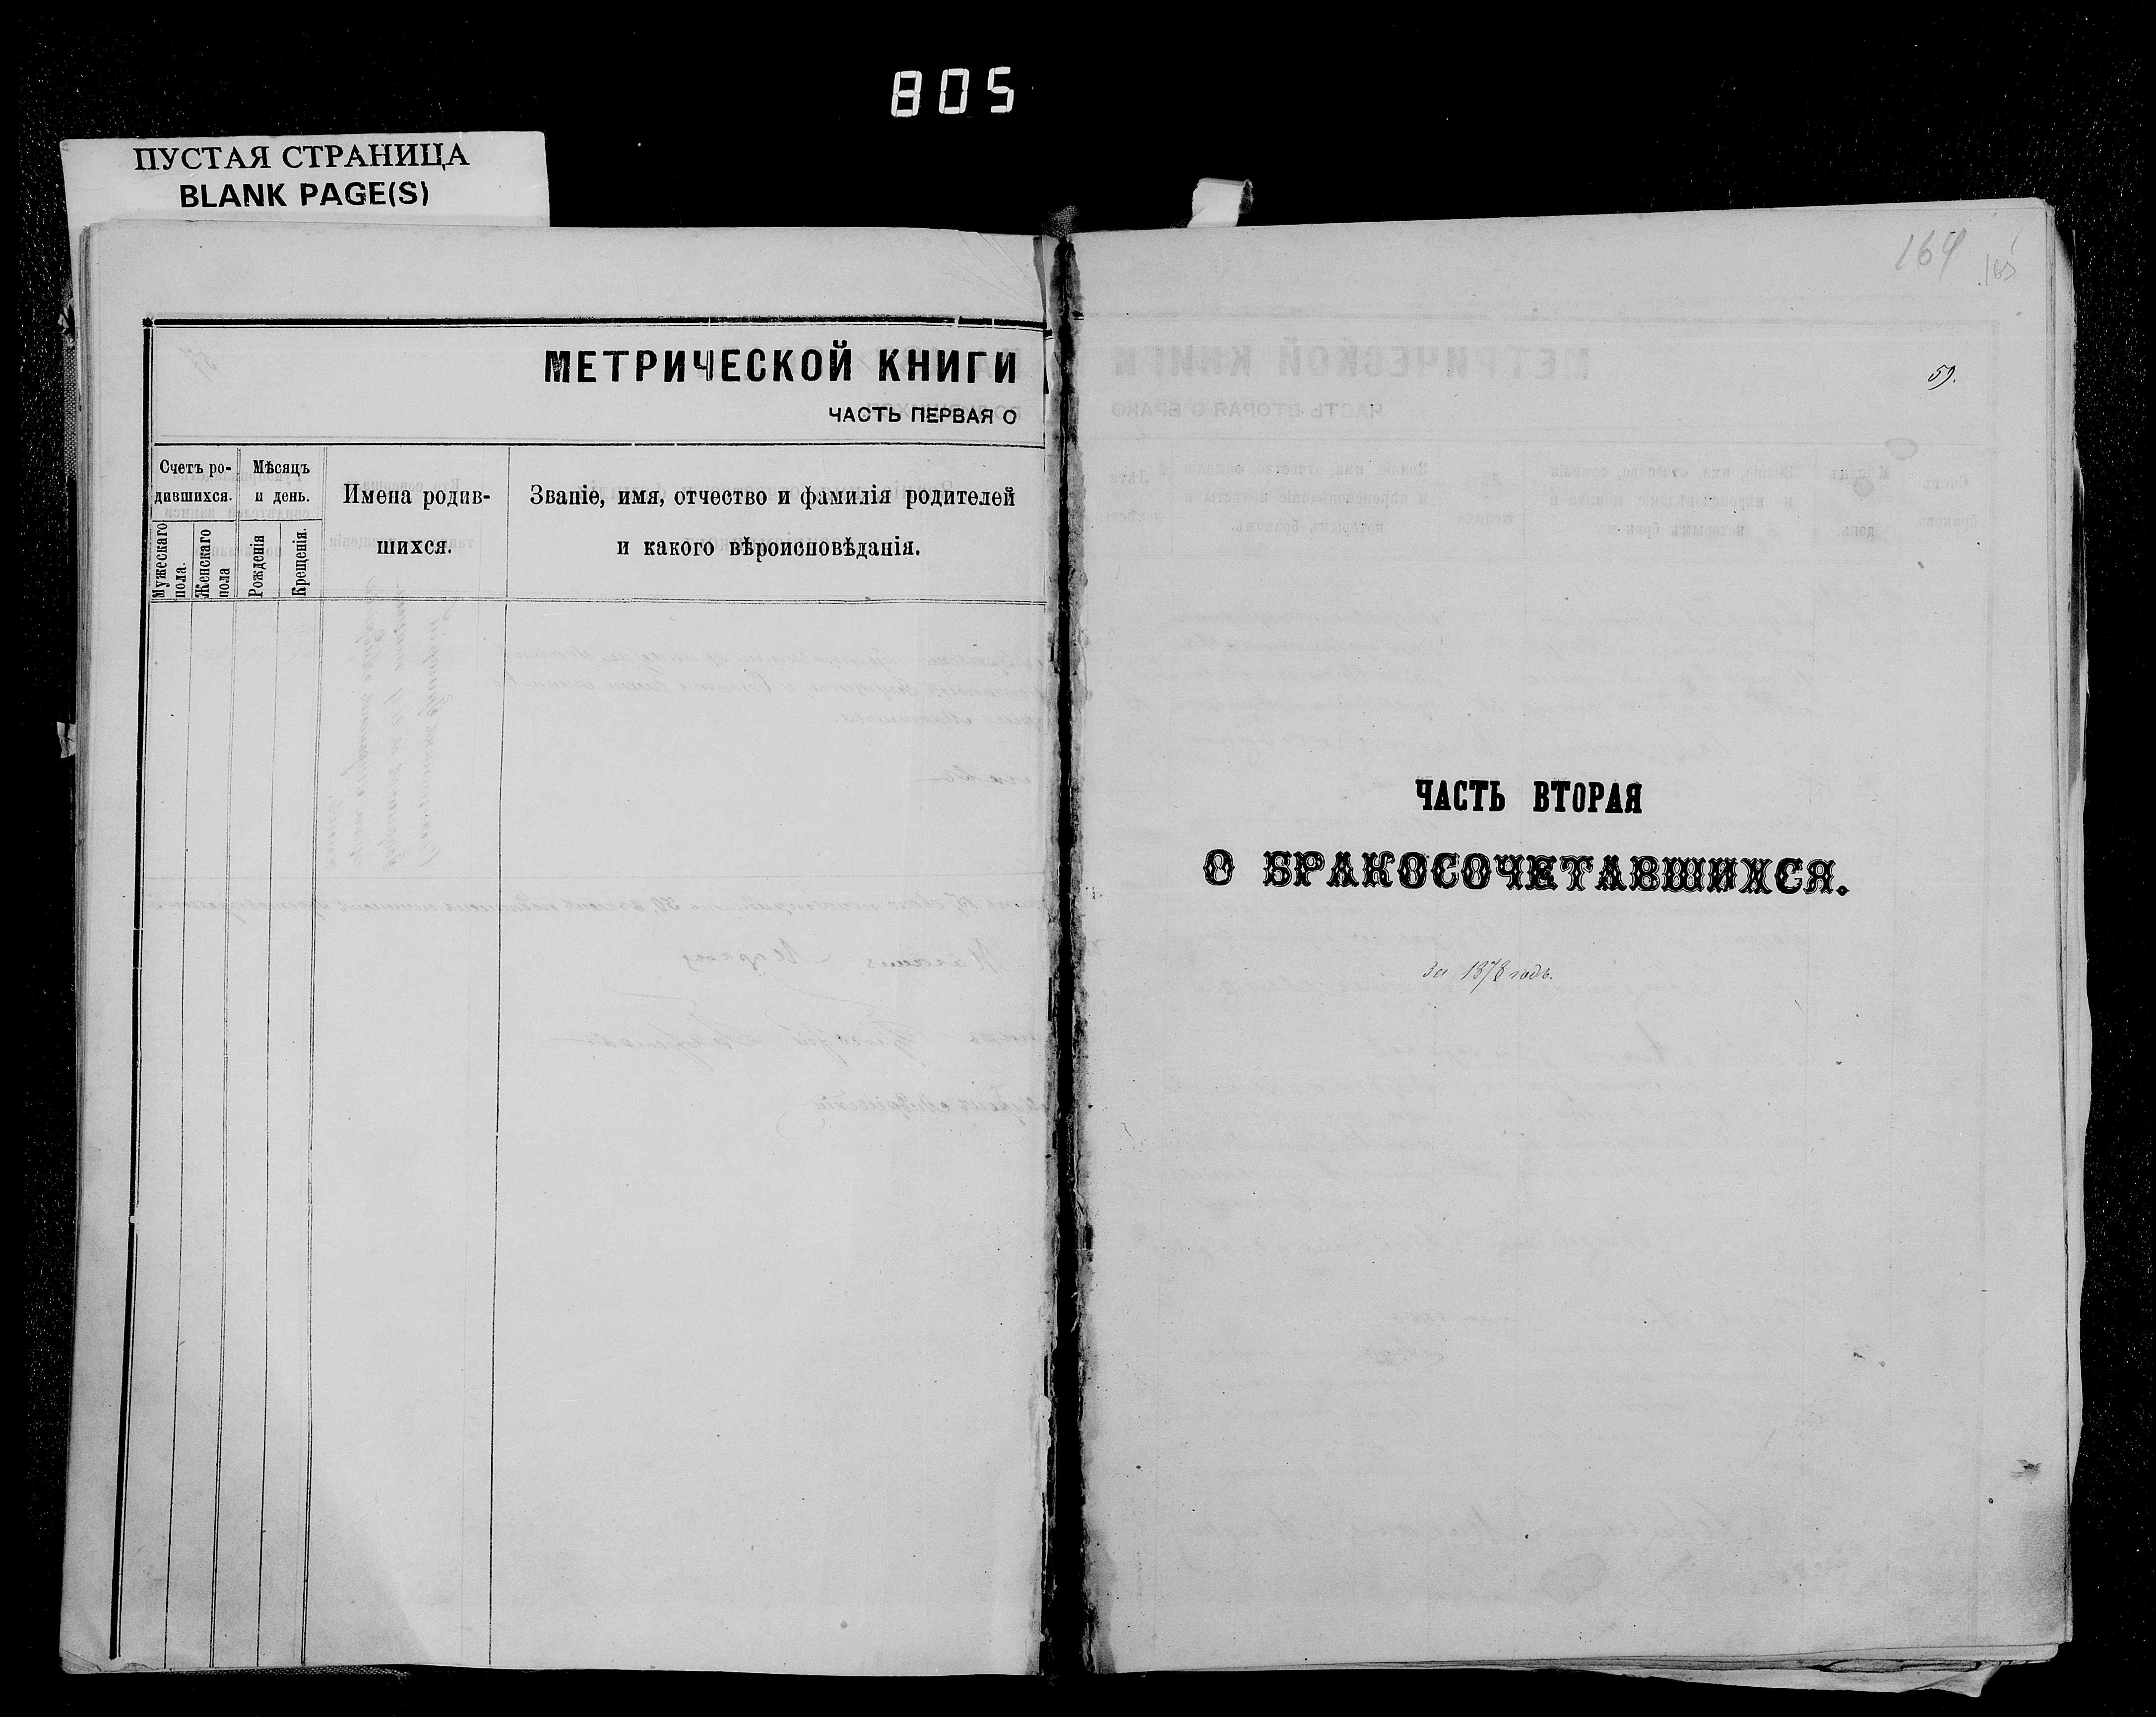 805
ПУСТАЯ СТРАНИЦА
BLANK PAGE(S)
МЕТРИЧЕСКОЙ КНИГИ
ЧАСТЬ ПЕРВАЯ О
Счетъ ро-
дившихся.
Мужескаго
пола.
Женскаго
пола
Мѣсяцъ
и день.
Рожденія
Крещенія.
Имена родив-
шихся.
Званіе, имя, отчество и фамилія родителей
и какого вѣроисповѣданія.
164
59.
ЧАСТЬ ВТОРАЯ
О БРАКОСОЧЕТАВШИХСЯ.
За 1878 годъ.